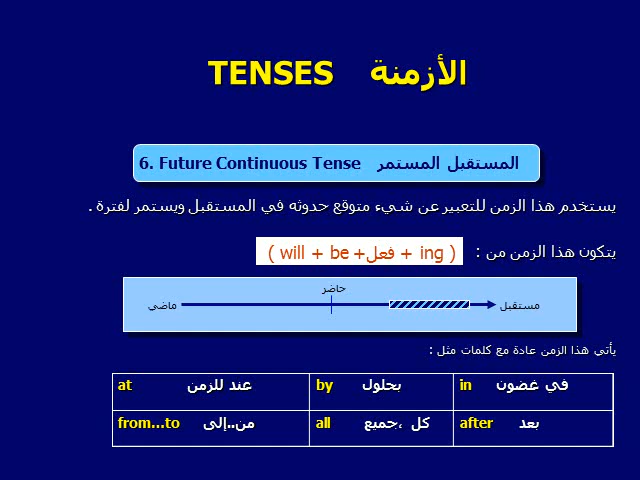 TENSES الأزمنة
6. Future Continuous Tense المستقبل المستمر
يستخدم هذا الزمن للتعبير عن شيء متوقع حدوثه في المستقبل ويستمر لفترة .
يتكون هذا الزمن من : ( will + be +فعل + ing )
حاضر
ماضي مستقبل
يأتي هذا الزمن عادة مع كلمات مثل :
at عند للزمن by بحلول in في غضون
from...to من..إلى all كل ،جميع after بعد